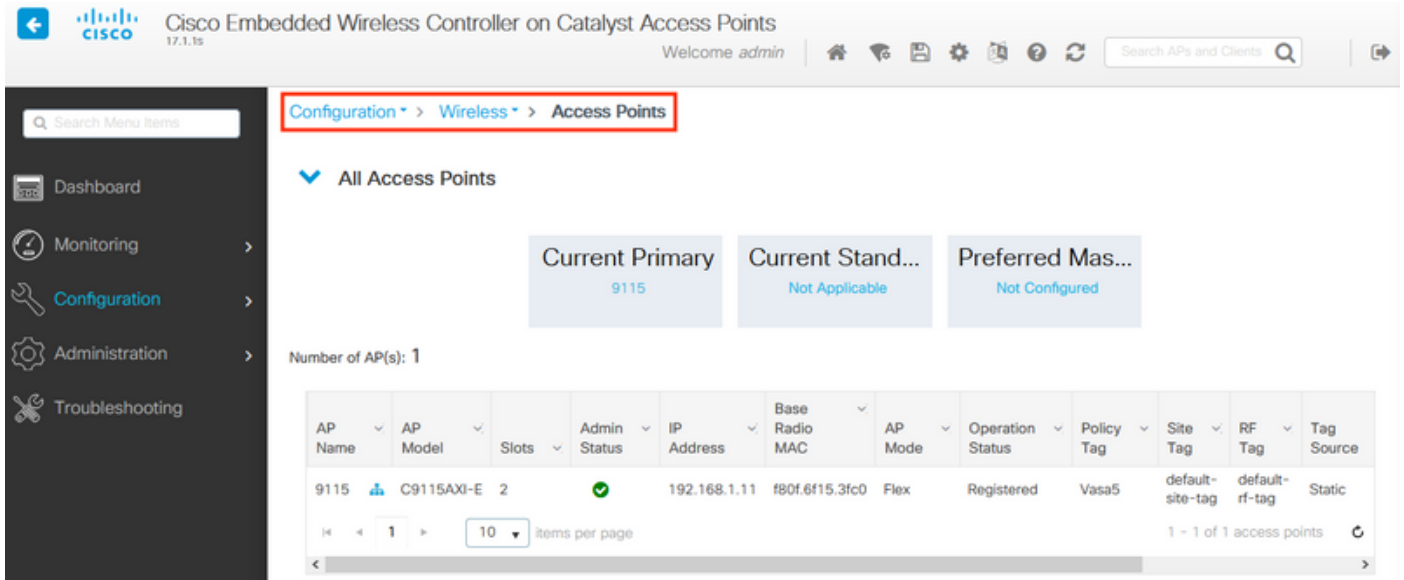 CISCO
Cisco Embedded Wireless Controller on Catalyst Access Points
17.1.1s
Welcome admin
Search APs and Clients
Search Menu Items
Dashboard
Monitoring
Configuration
Administration
Troubleshooting
Configuration > Wireless > Access Points
All Access Points
Current Primary
9115
Current Stand...
Not Applicable
Preferred Mas...
Not Configured
Number of AP(s): 1
AP Name
AP Model
Slots
Admin Status
IP Address
Base Radio MAC
AP Mode
Operation Status
Policy Tag
Site Tag
RF Tag
Tag Source
9115 C9115AXI-E 2 192.168.1.11 f80f.6f15.3fc0 Flex Registered Vasa5 default-site-tag default-rf-tag Static
1 10 items per page 1 - 1 of 1 access points